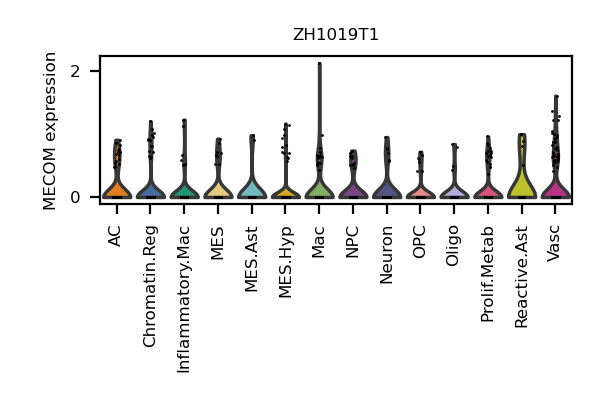 ZH1019T1
MECOM expression
2
0
AC
Chromatin.Reg
Inflammatory.Mac
MES
MES.Ast
MES.Hyp
Mac
NPC
Neuron
OPC
Oligo
Prolif.Metab
Reactive.Ast
Vasc